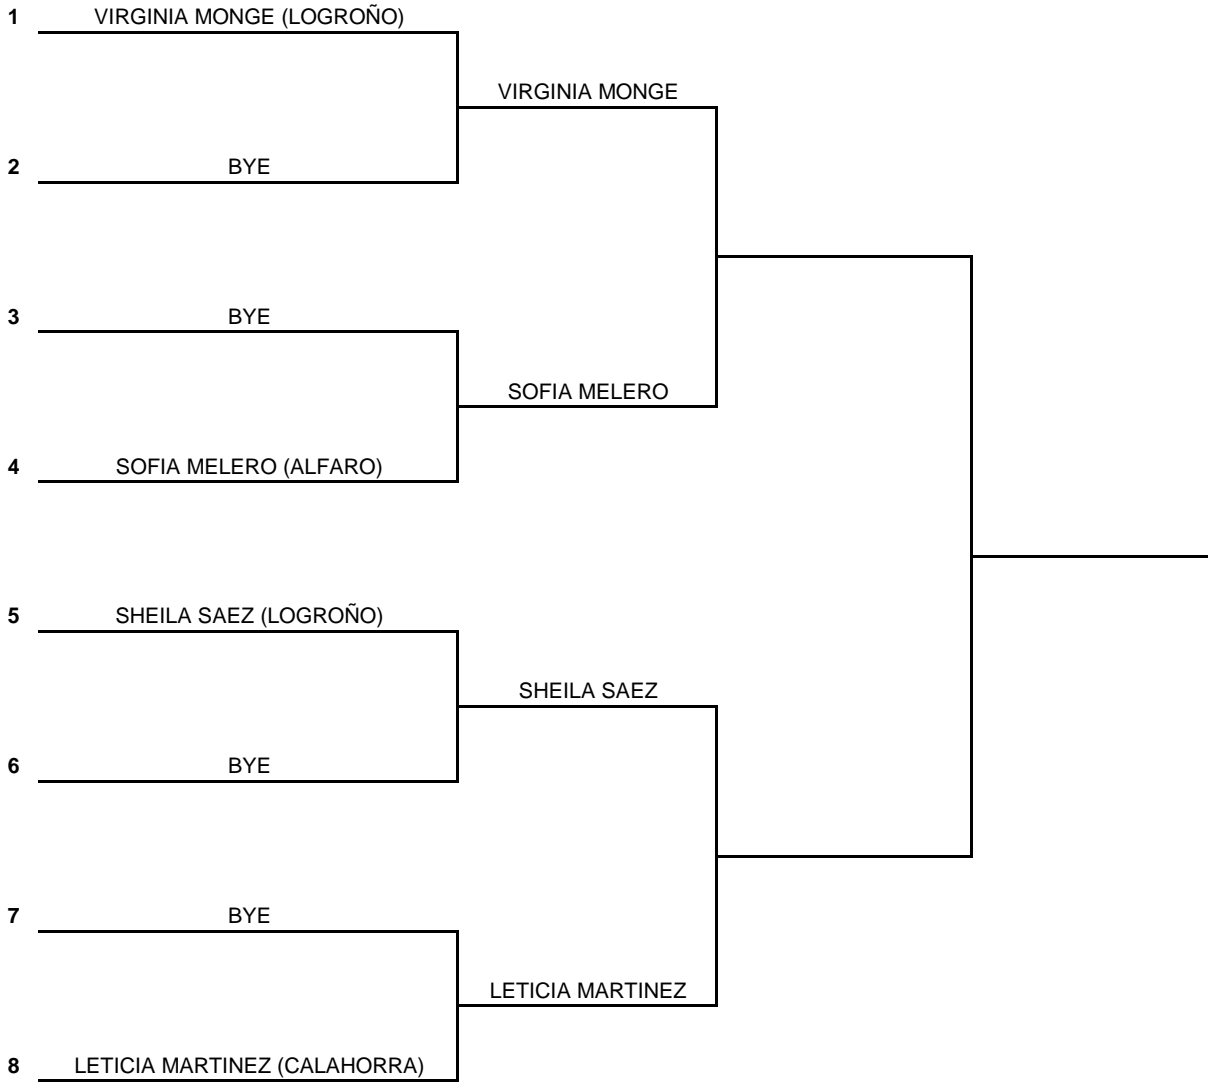 1 VIRGINIA MONGE (LOGROÑO)
VIRGINIA MONGE
2 BYE
3 BYE
SOFIA MELERO
4 SOFIA MELERO (ALFARO)
5 SHEILA SAEZ (LOGROÑO)
SHEILA SAEZ
6 BYE
7 BYE
LETICIA MARTINEZ
8 LETICIA MARTINEZ (CALAHORRA)